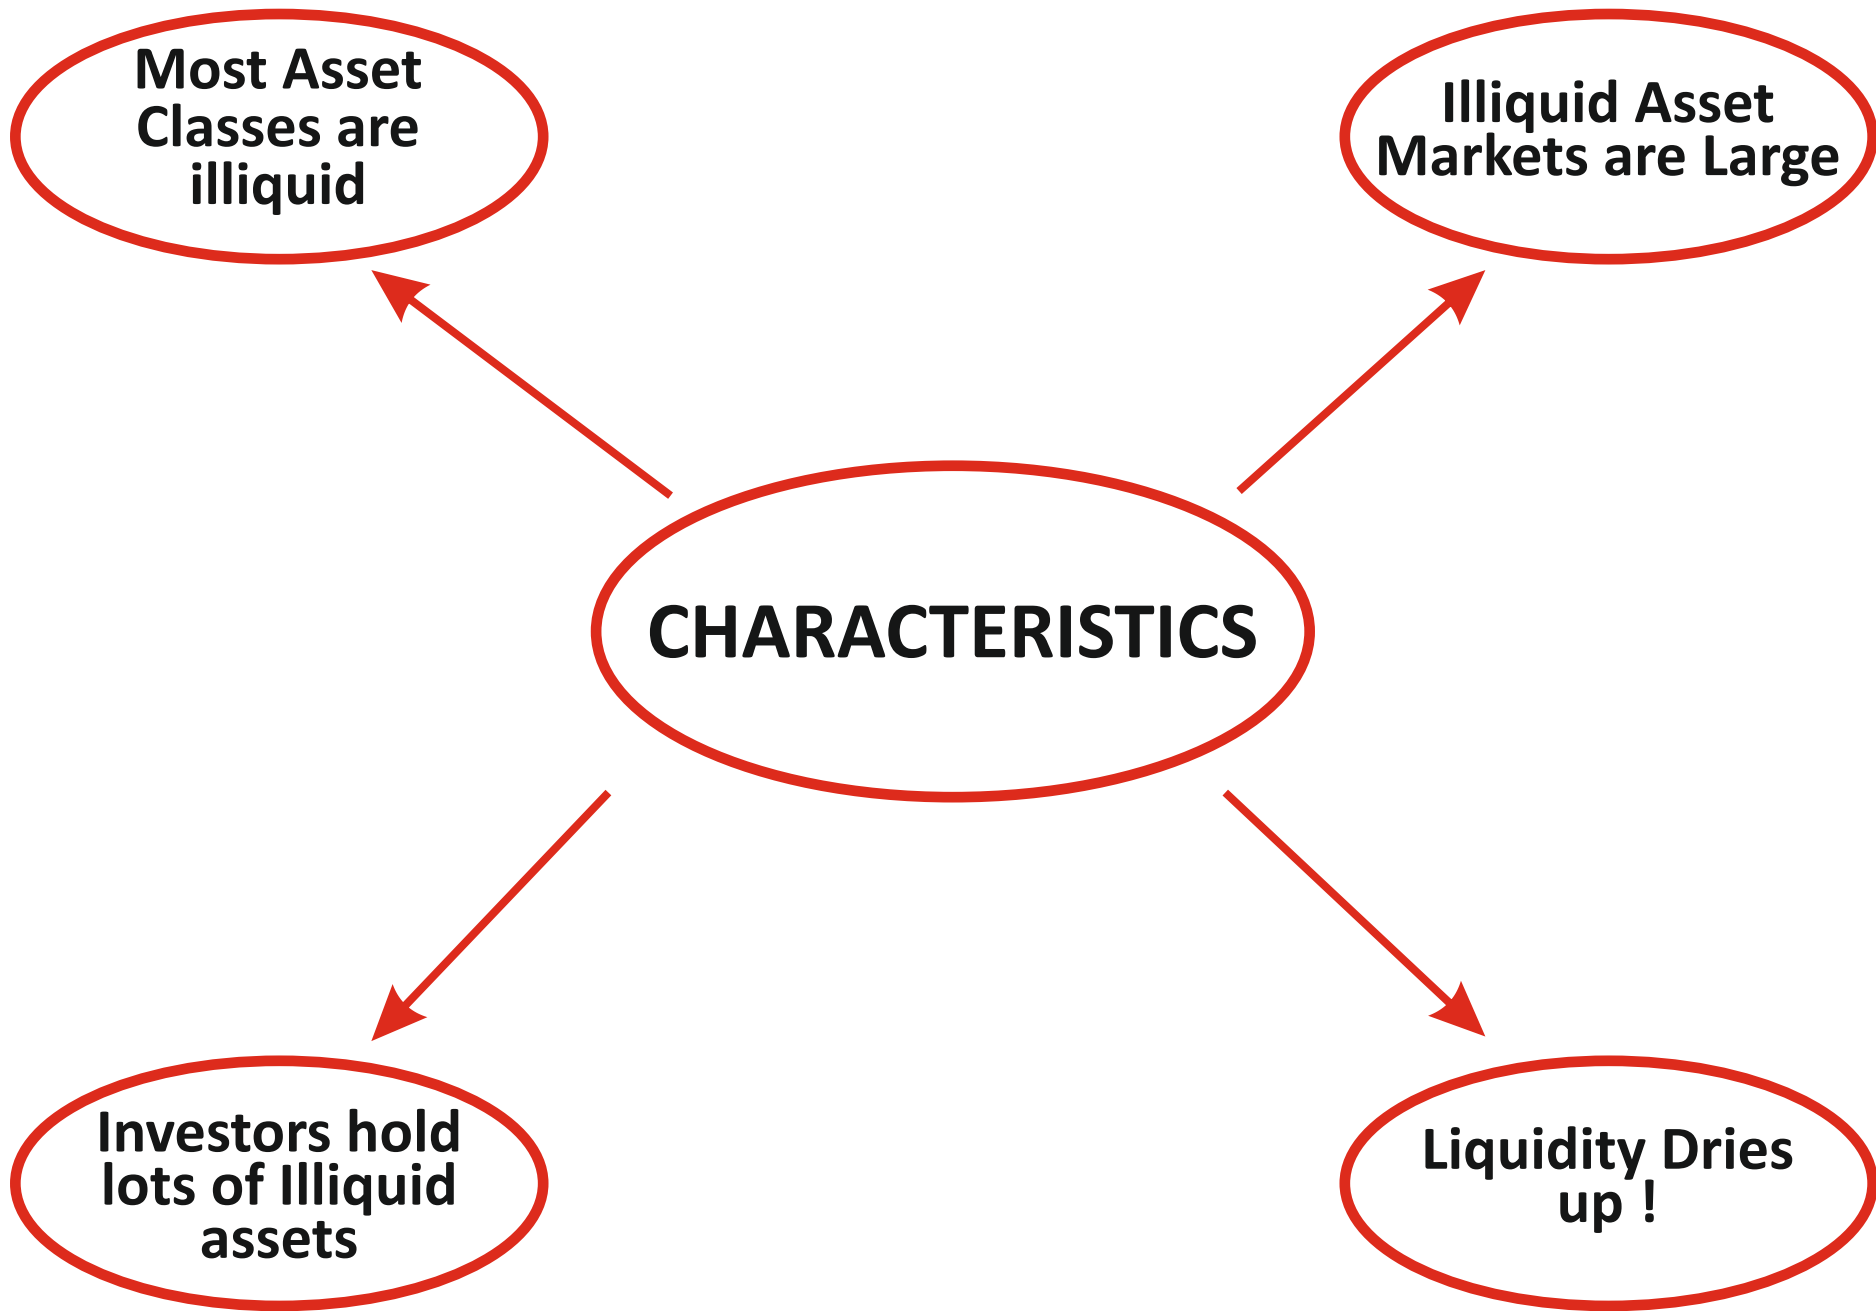 Most Asset
Classes are
illiquid
Illiquid Asset
Markets are Large
CHARACTERISTICS
Investors hold
lots of Illiquid
assets
Liquidity Dries
up !